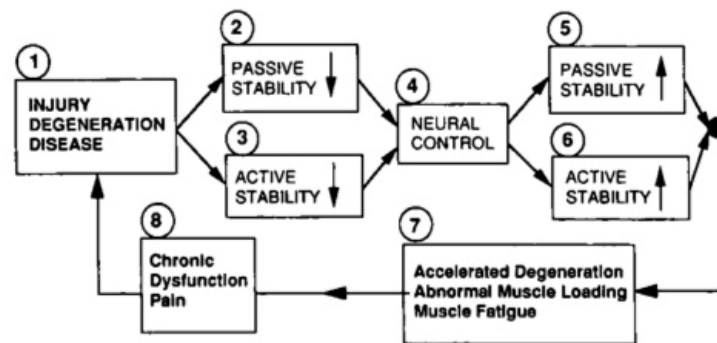 1
INJURY
DEGENERATION
DISEASE
2
PASSIVE
STABILITY
3
ACTIVE
STABILITY
4
NEURAL
CONTROL
5
PASSIVE
STABILITY
6
ACTIVE
STABILITY
7
Accelerated Degeneration
Abnormal Muscle Loading
Muscle Fatigue
8
Chronic
Dysfunction
Pain